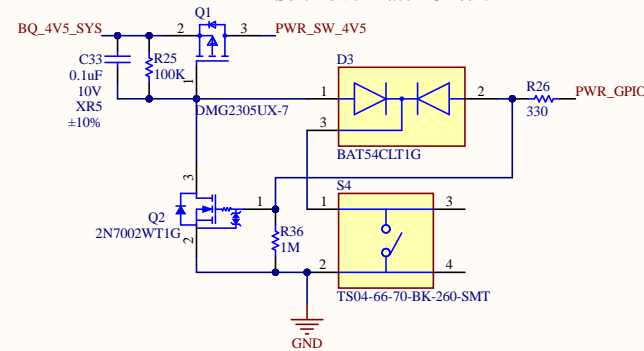 Q1
BQ_4V5_SYS
2
3
PWR_SW_4V5
C33
0.1uF
10V
XR5
±10%
R25
100K
1
DMG2305UX-7
D3
1
2
3
BAT54CLT1G
R26
330
PWR_GPIO
3
Q2
2N7002WT1G
1
2
R36
1M
S4
1
3
2
4
TS04-66-70-BK-260-SMT
GND